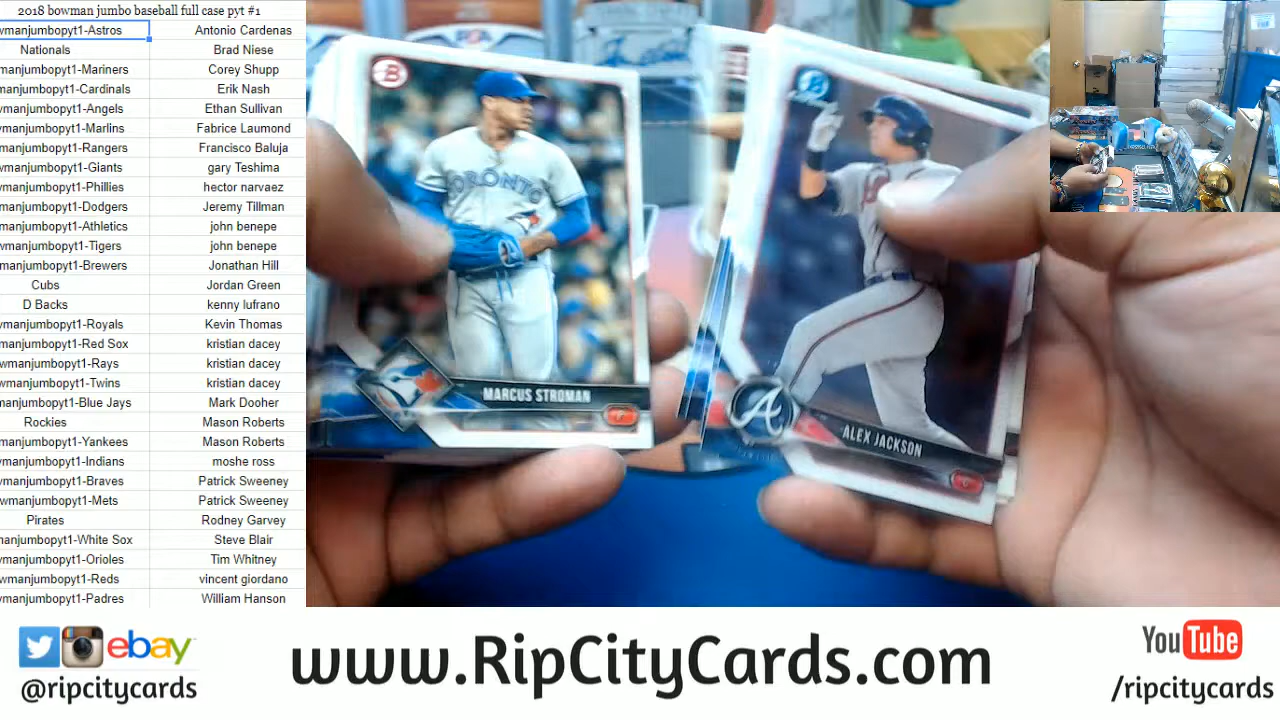 2018 bowman jumbo baseball full case pyt #1
wmanjumbopyt1-Astros Antonio Cardenas
Nationals Brad Niese
manjumbopyt1-Mariners Corey Shupp
manjumbopyt1-Cardinals Erik Nash
wmanjumbopyt1-Angels Ethan Sullivan
wmanjumbopyt1-Marlins Fabrice Laumond
manjumbopyt1-Rangers Francisco Baluja
wmanjumbopyt1-Giants gary Teshima
wmanjumbopyt1-Phillies hector narvaez
manjumbopyt1-Dodgers Jeremy Tillman
manjumbopyt1-Athletics john benepe
wmanjumbopyt1-Tigers john benepe
wmanjumbopyt1-Brewers Jonathan Hill
Cubs Jordan Green
D Backs kenny lufrano
wmanjumbopyt1-Royals Kevin Thomas
manjumbopyt1-Red Sox kristian dacey
wmanjumbopyt1-Rays kristian dacey
wmanjumbopyt1-Twins kristian dacey
manjumbopyt1-Blue Jays Mark Dooher
Rockies Mason Roberts
manjumbopyt1-Yankees Mason Roberts
wmanjumbopyt1-Indians moshe ross
wmanjumbopyt1-Braves Patrick Sweeney
wmanjumbopyt1-Mets Patrick Sweeney
Pirates Rodney Garvey
manjumbopyt1-White Sox Steve Blair
wmanjumbopyt1-Orioles Tim Whitney
wmanjumbopyt1-Reds vincent giordano
vmanjumbopyt1-Padres William Hanson
B
TORONTO
MARCUS STROMAN
P
B
A
ALEX JACKSON
C
ebay
@ripcitycards
www.RipCityCards.com
YouTube
/ripcitycards